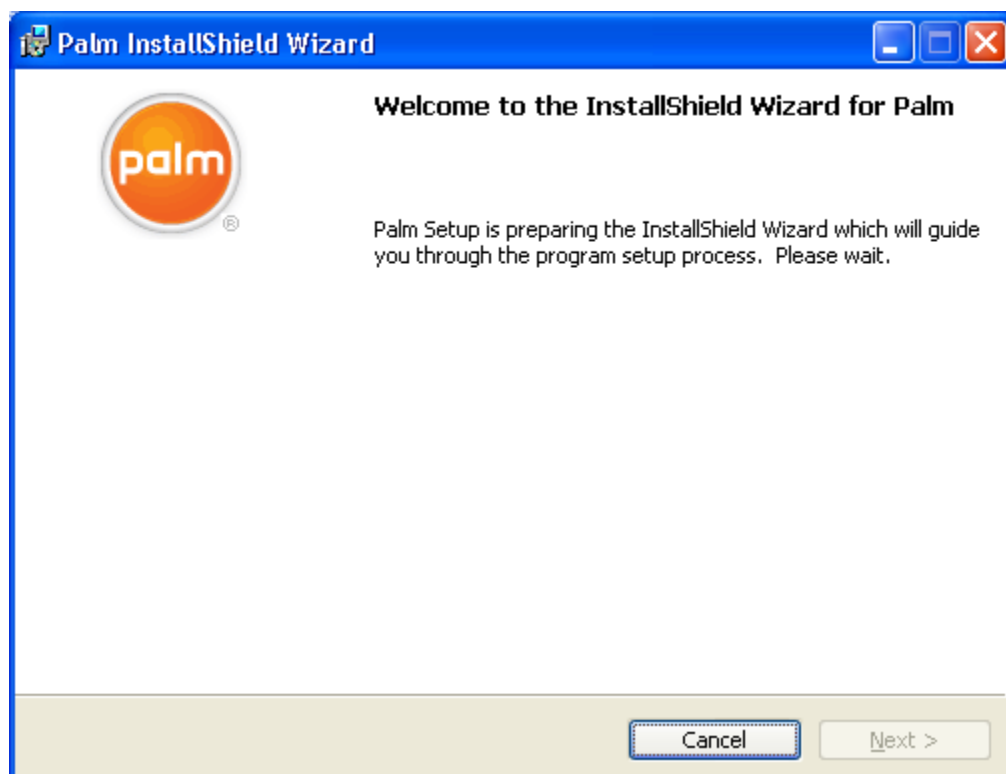 Palm InstallShield Wizard
Welcome to the InstallShield Wizard for Palm
palm
®
Palm Setup is preparing the InstallShield Wizard which will guide
you through the program setup process.  Please wait.
Cancel
Next >